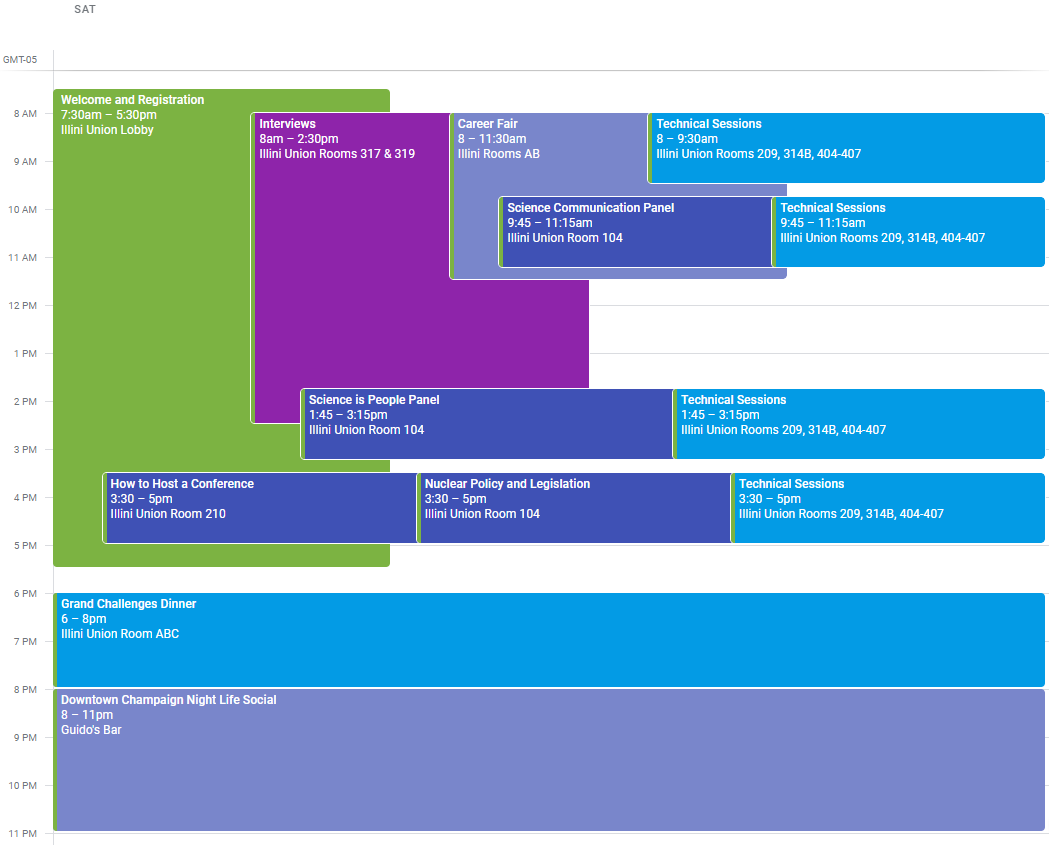 SAT
GMT-05
Welcome and Registration
7:30am – 5:30pm
Illini Union Lobby
8 AM
Interviews
8am – 2:30pm
Illini Union Rooms 317 & 319
Career Fair
8 – 11:30am
Illini Rooms AB
Technical Sessions
8 – 9:30am
Illini Union Rooms 209, 314B, 404-407
9 AM
10 AM
Science Communication Panel
9:45 – 11:15am
Illini Union Room 104
Technical Sessions
9:45 – 11:15am
Illini Union Rooms 209, 314B, 404-407
11 AM
12 PM
1 PM
2 PM
Science is People Panel
1:45 – 3:15pm
Illini Union Room 104
Technical Sessions
1:45 – 3:15pm
Illini Union Rooms 209, 314B, 404-407
3 PM
How to Host a Conference
3:30 – 5pm
Illini Union Room 210
Nuclear Policy and Legislation
3:30 – 5pm
Illini Union Room 104
Technical Sessions
3:30 – 5pm
Illini Union Rooms 209, 314B, 404-407
4 PM
5 PM
6 PM
Grand Challenges Dinner
6 – 8pm
Illini Union Room ABC
7 PM
8 PM
Downtown Champaign Night Life Social
8 – 11pm
Guido's Bar
9 PM
10 PM
11 PM